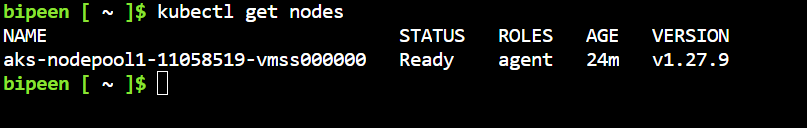 bipeen [ ~ ]$ kubectl get nodes
NAME                                STATUS   ROLES   AGE   VERSION
aks-nodepool1-11058519-vmss000000   Ready    agent   24m   v1.27.9
bipeen [ ~ ]$